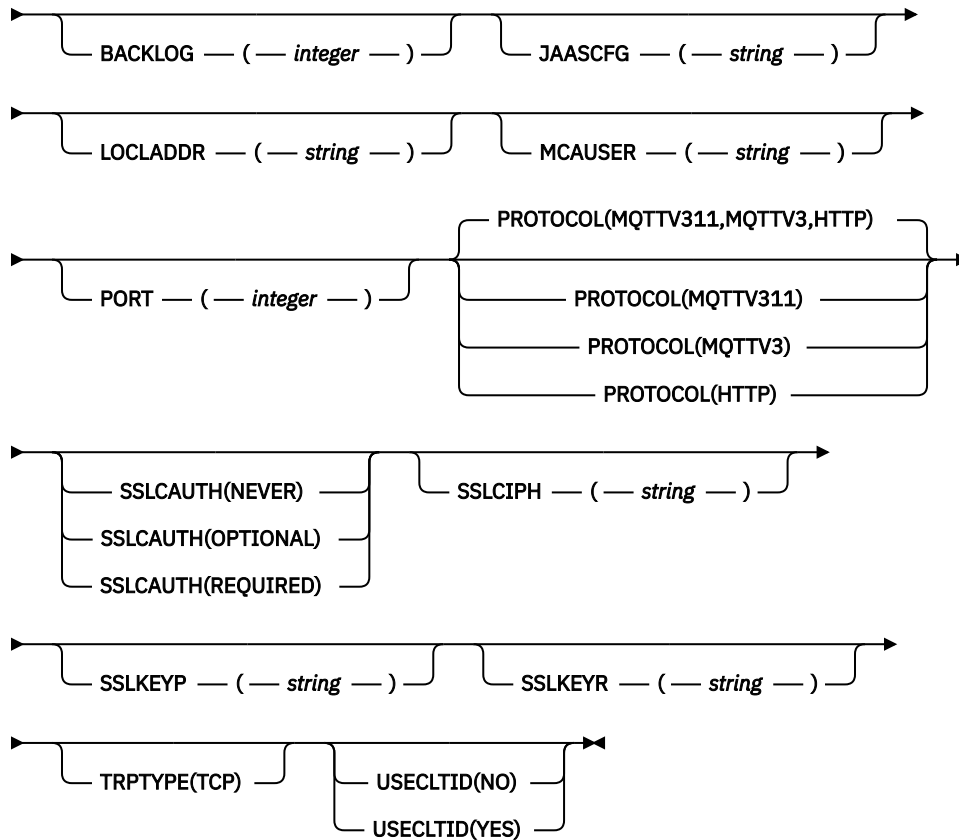 BACKLOG ( integer ) JAASCFG ( string )
LOCLADDR ( string ) MCAUSER ( string )
PROTOCOL(MQTTV311,MQTTV3,HTTP)
PORT ( integer ) PROTOCOL(MQTTV311)
PROTOCOL(MQTTV3)
PROTOCOL(HTTP)
SSLCAUTH(NEVER) SSLCIPH ( string )
SSLCAUTH(OPTIONAL)
SSLCAUTH(REQUIRED)
SSLKEYP ( string ) SSLKEYR ( string )
TRPTYPE(TCP) USECLTID(NO)
USECLTID(YES)